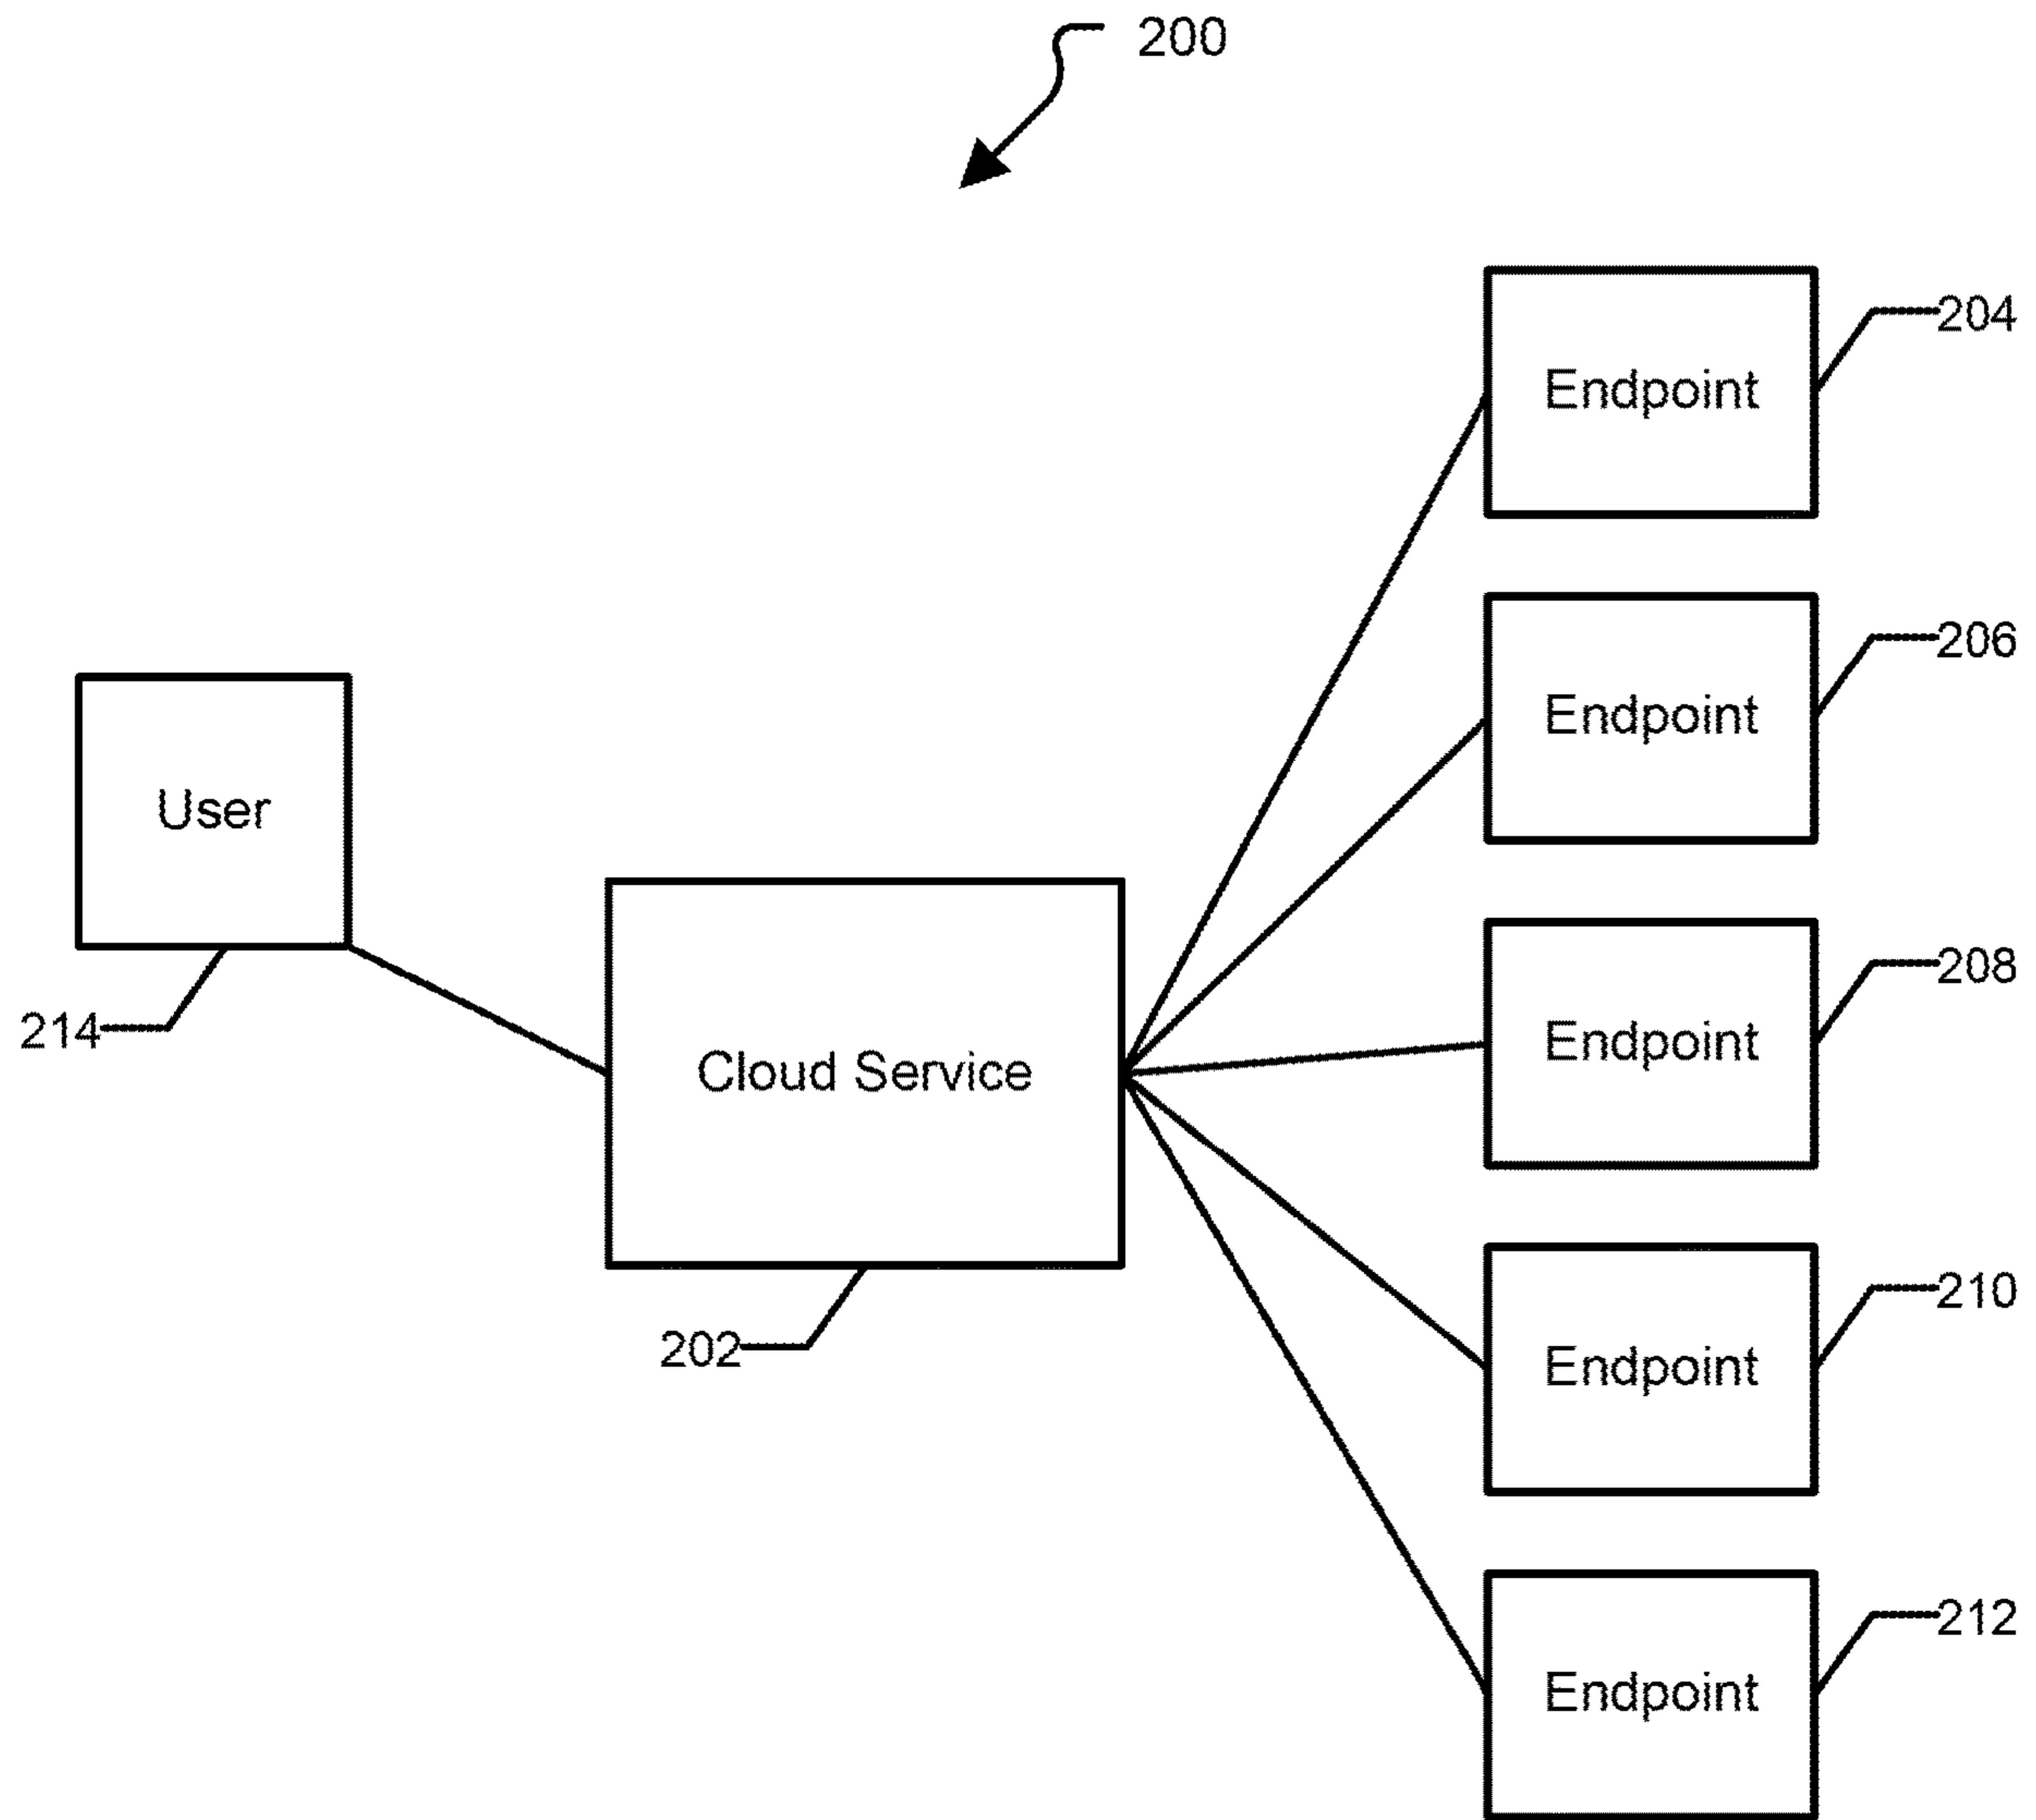 200
Endpoint
204
Endpoint
206
User
214
Endpoint
208
Cloud Service
202
Endpoint
210
Endpoint
212